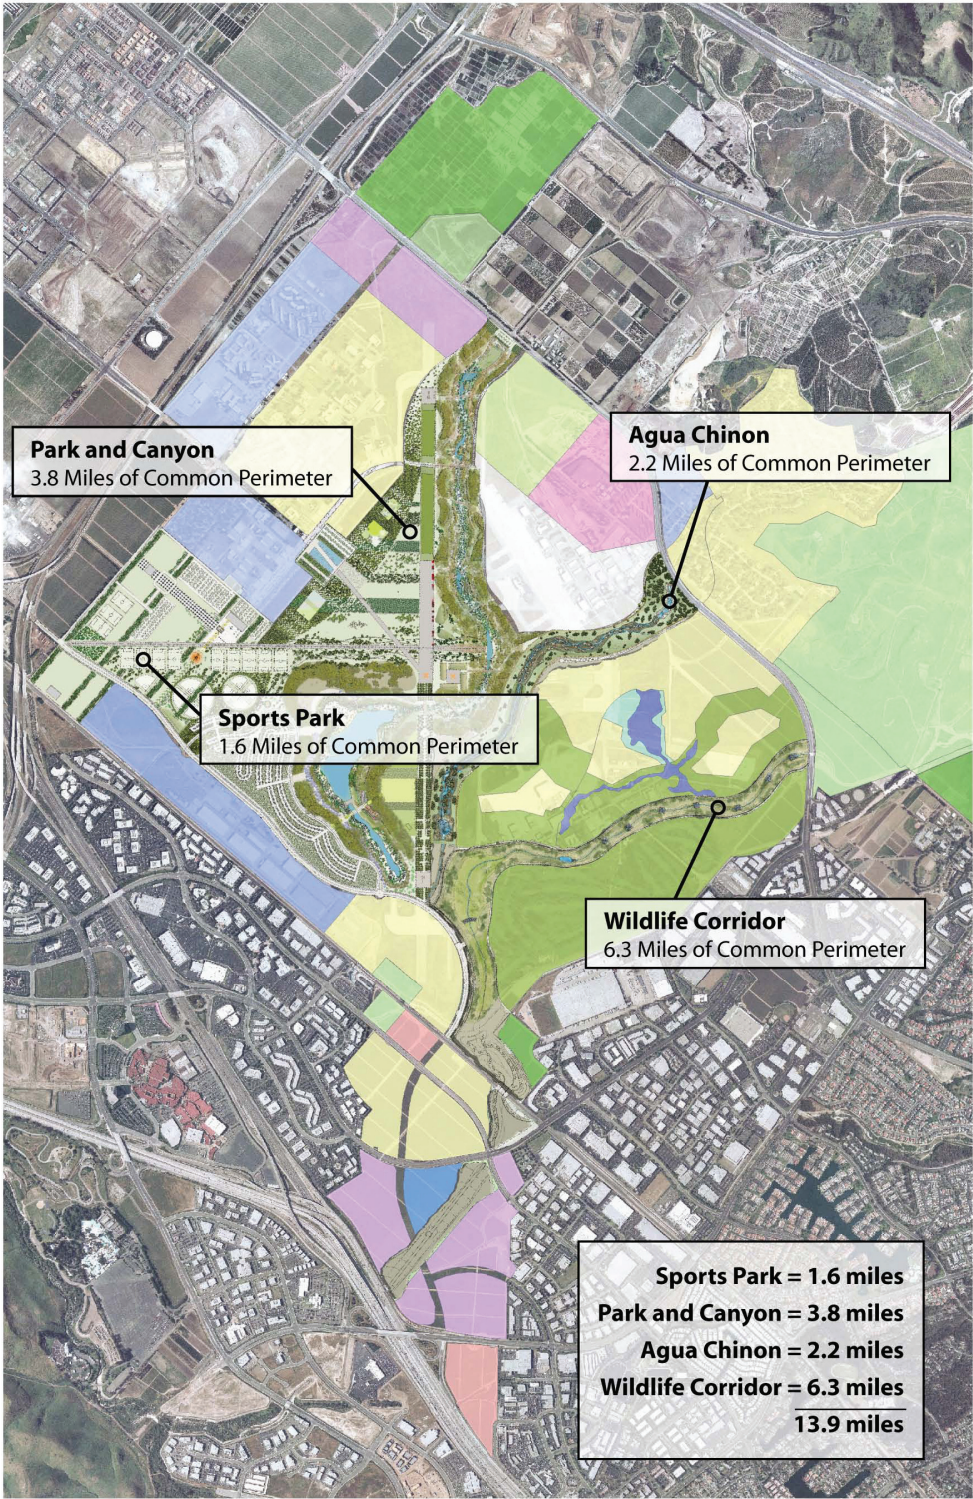 Park and Canyon
3.8 Miles of Common Perimeter
Agua Chinon
2.2 Miles of Common Perimeter
Sports Park
1.6 Miles of Common Perimeter
Wildlife Corridor
6.3 Miles of Common Perimeter
Sports Park = 1.6 miles
Park and Canyon = 3.8 miles
Agua Chinon = 2.2 miles
Wildlife Corridor = 6.3 miles
13.9 miles